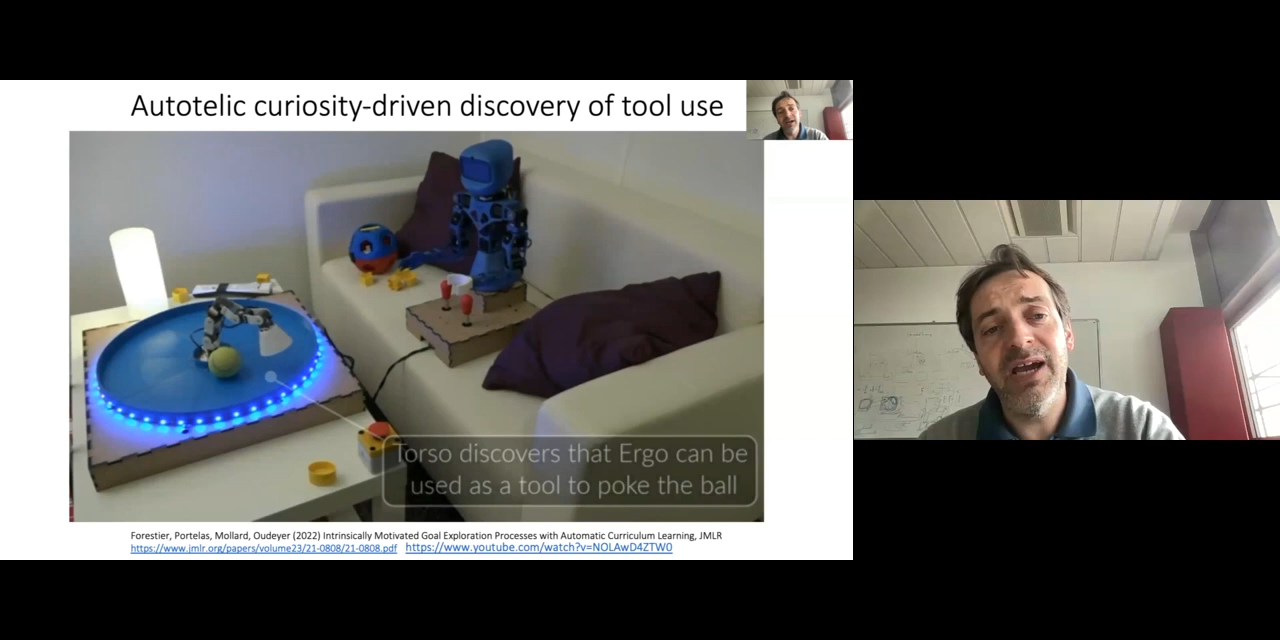 Autotelic curiosity-driven discovery of tool use
Torso discovers that Ergo can be
used as a tool to poke the ball
Forestier, Portelas, Mollard, Oudeyer (2022) Intrinsically Motivated Goal Exploration Processes with Automatic Curriculum Learning, JMLR
https://www.jmlr.org/papers/volume23/21-0808/21-0808.pdf https://www.youtube.com/watch?v=NOLAwD4ZTW0